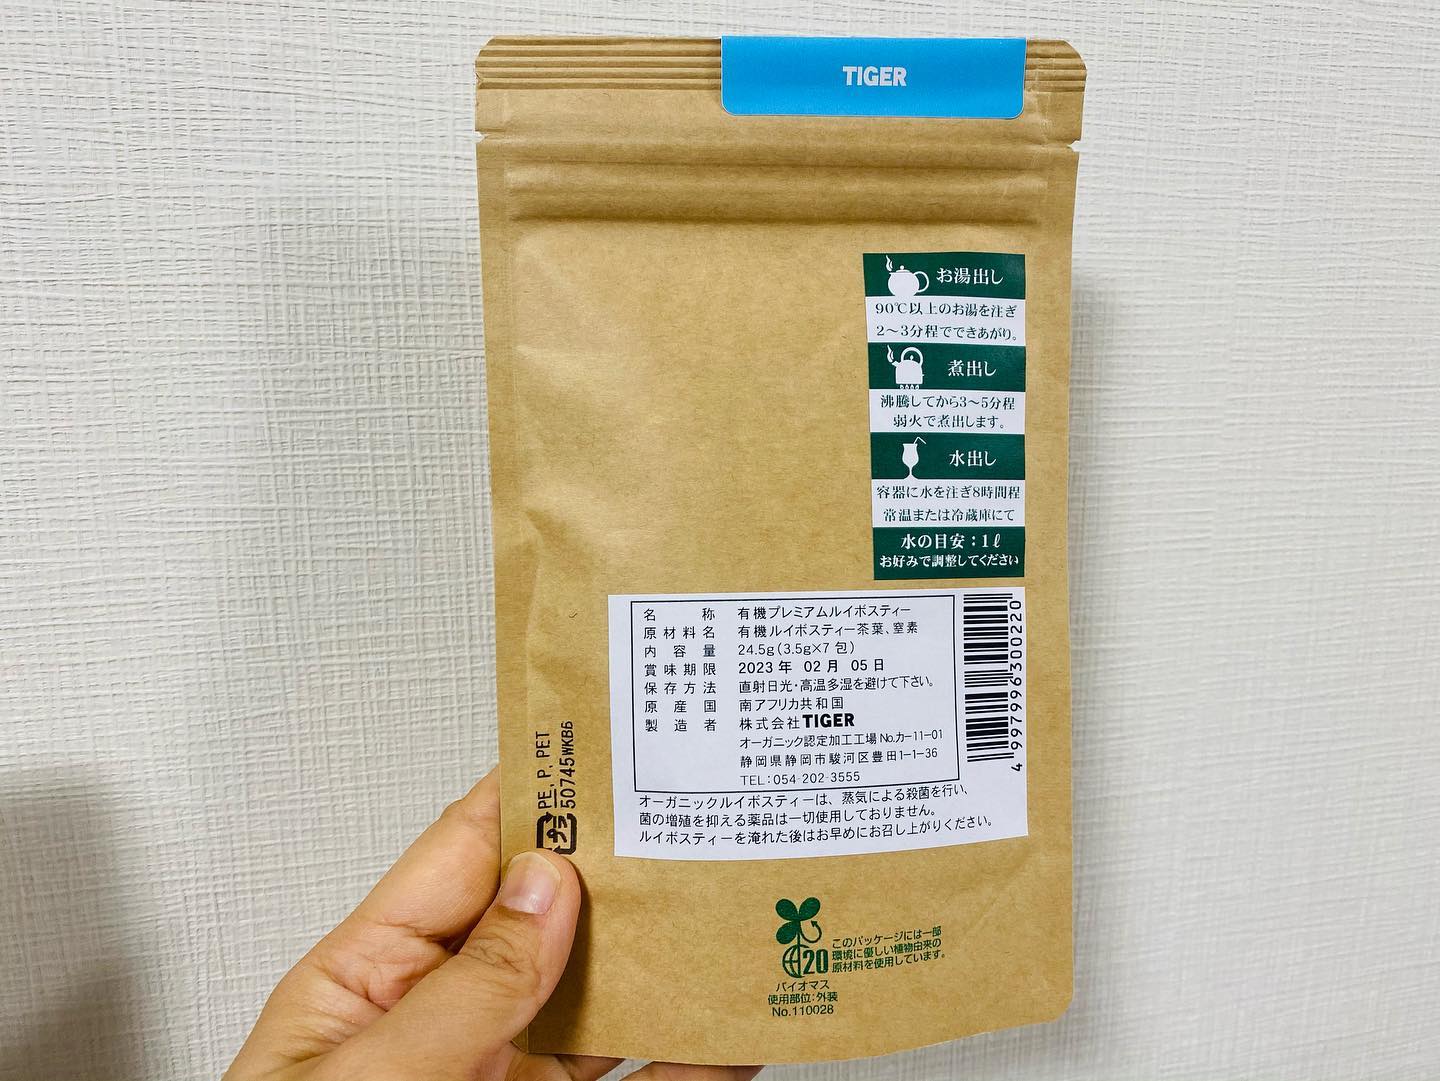 TIGER
お湯出し
90℃以上のお湯を注ぎ
2〜3分程でできあがり。
煮出し
沸騰してから3〜5分程
弱火で煮出します。
水出し
容器に水を注ぎ8時間程
常温または冷蔵庫にて
水の目安：1ℓ
お好みで調整してください
名称 有機プレミアムルイボスティー
原材料名 有機ルイボスティー茶葉、窒素
内容量 24.5g(3.5g×7包)
賞味期限 2023年 02月 05日
保存方法 直射日光・高温多湿を避けて下さい。
原産国 南アフリカ共和国
製造者 株式会社TIGER
オーガニック認定加工工場 No.カー11-01
静岡県静岡市駿河区豊田1-1-36
TEL:054-202-3555
オーガニックルイボスティーは、蒸気による殺菌を行い、
菌の増殖を抑える薬品は一切使用しておりません。
ルイボスティーを淹れた後はお早めにお召し上がりください。
4 997996 300220
PE, P, PET
50745WKB6
20
このパッケージには一部
環境に優しい植物由来の
原材料を使用しています。
バイオマス
使用部位:外装
No.110028